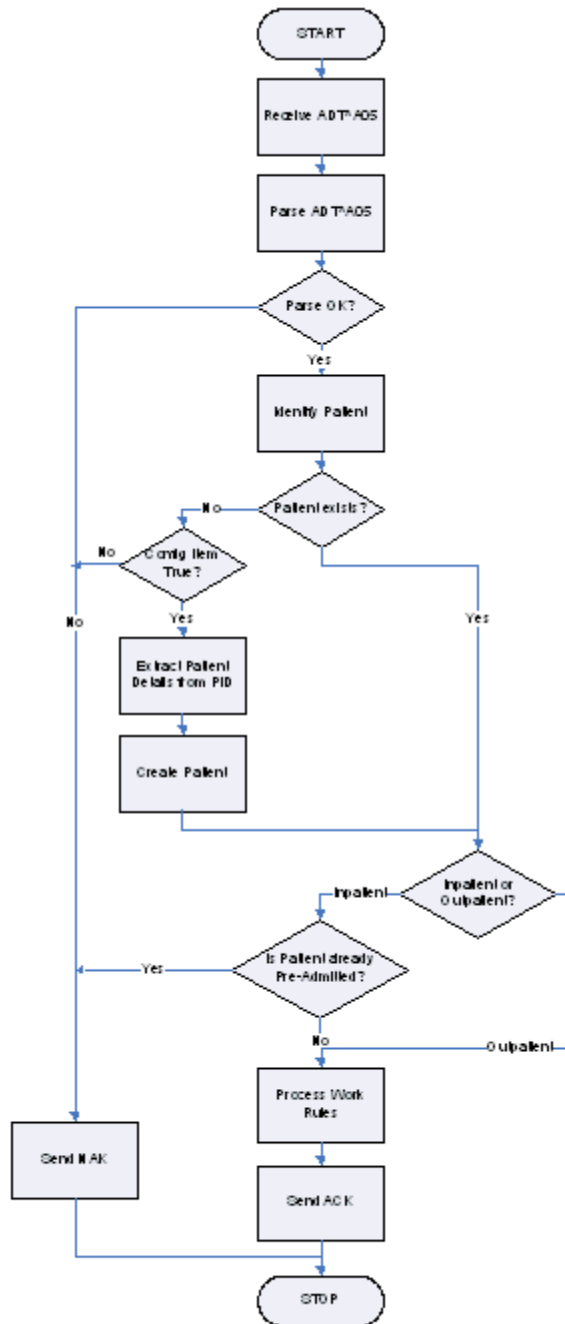 START
Receive ADT^A05
Parse ADT^A05
Parse OK?
Yes
Identify Patient
Patient exists?
No
Config Item
True?
No
Yes
Yes
No
Extract Patient
Details from PID
Create Patient
Inpatient or
Outpatient?
Inpatient
Is Patient already
Pre-Admitted?
Yes
No
Outpatient
Process Work
Rules
Send NAK
Send ACK
STOP